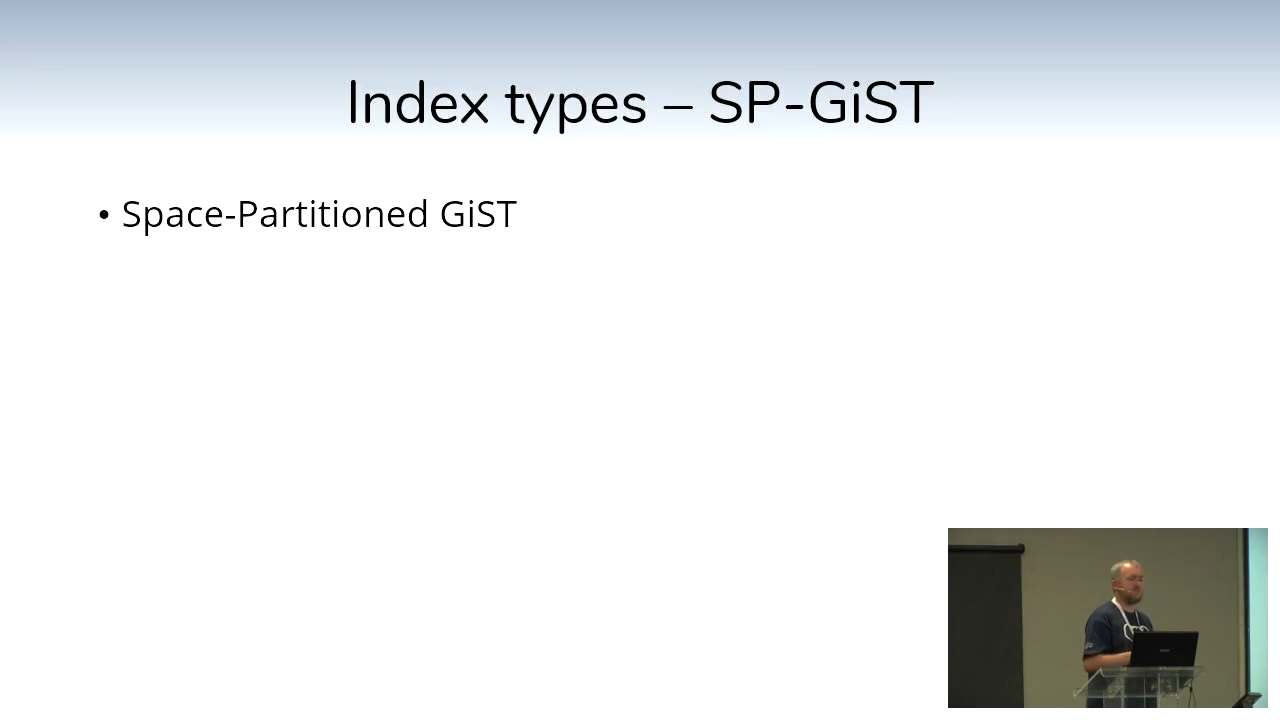 Index types – SP-GiST
• Space-Partitioned GiST